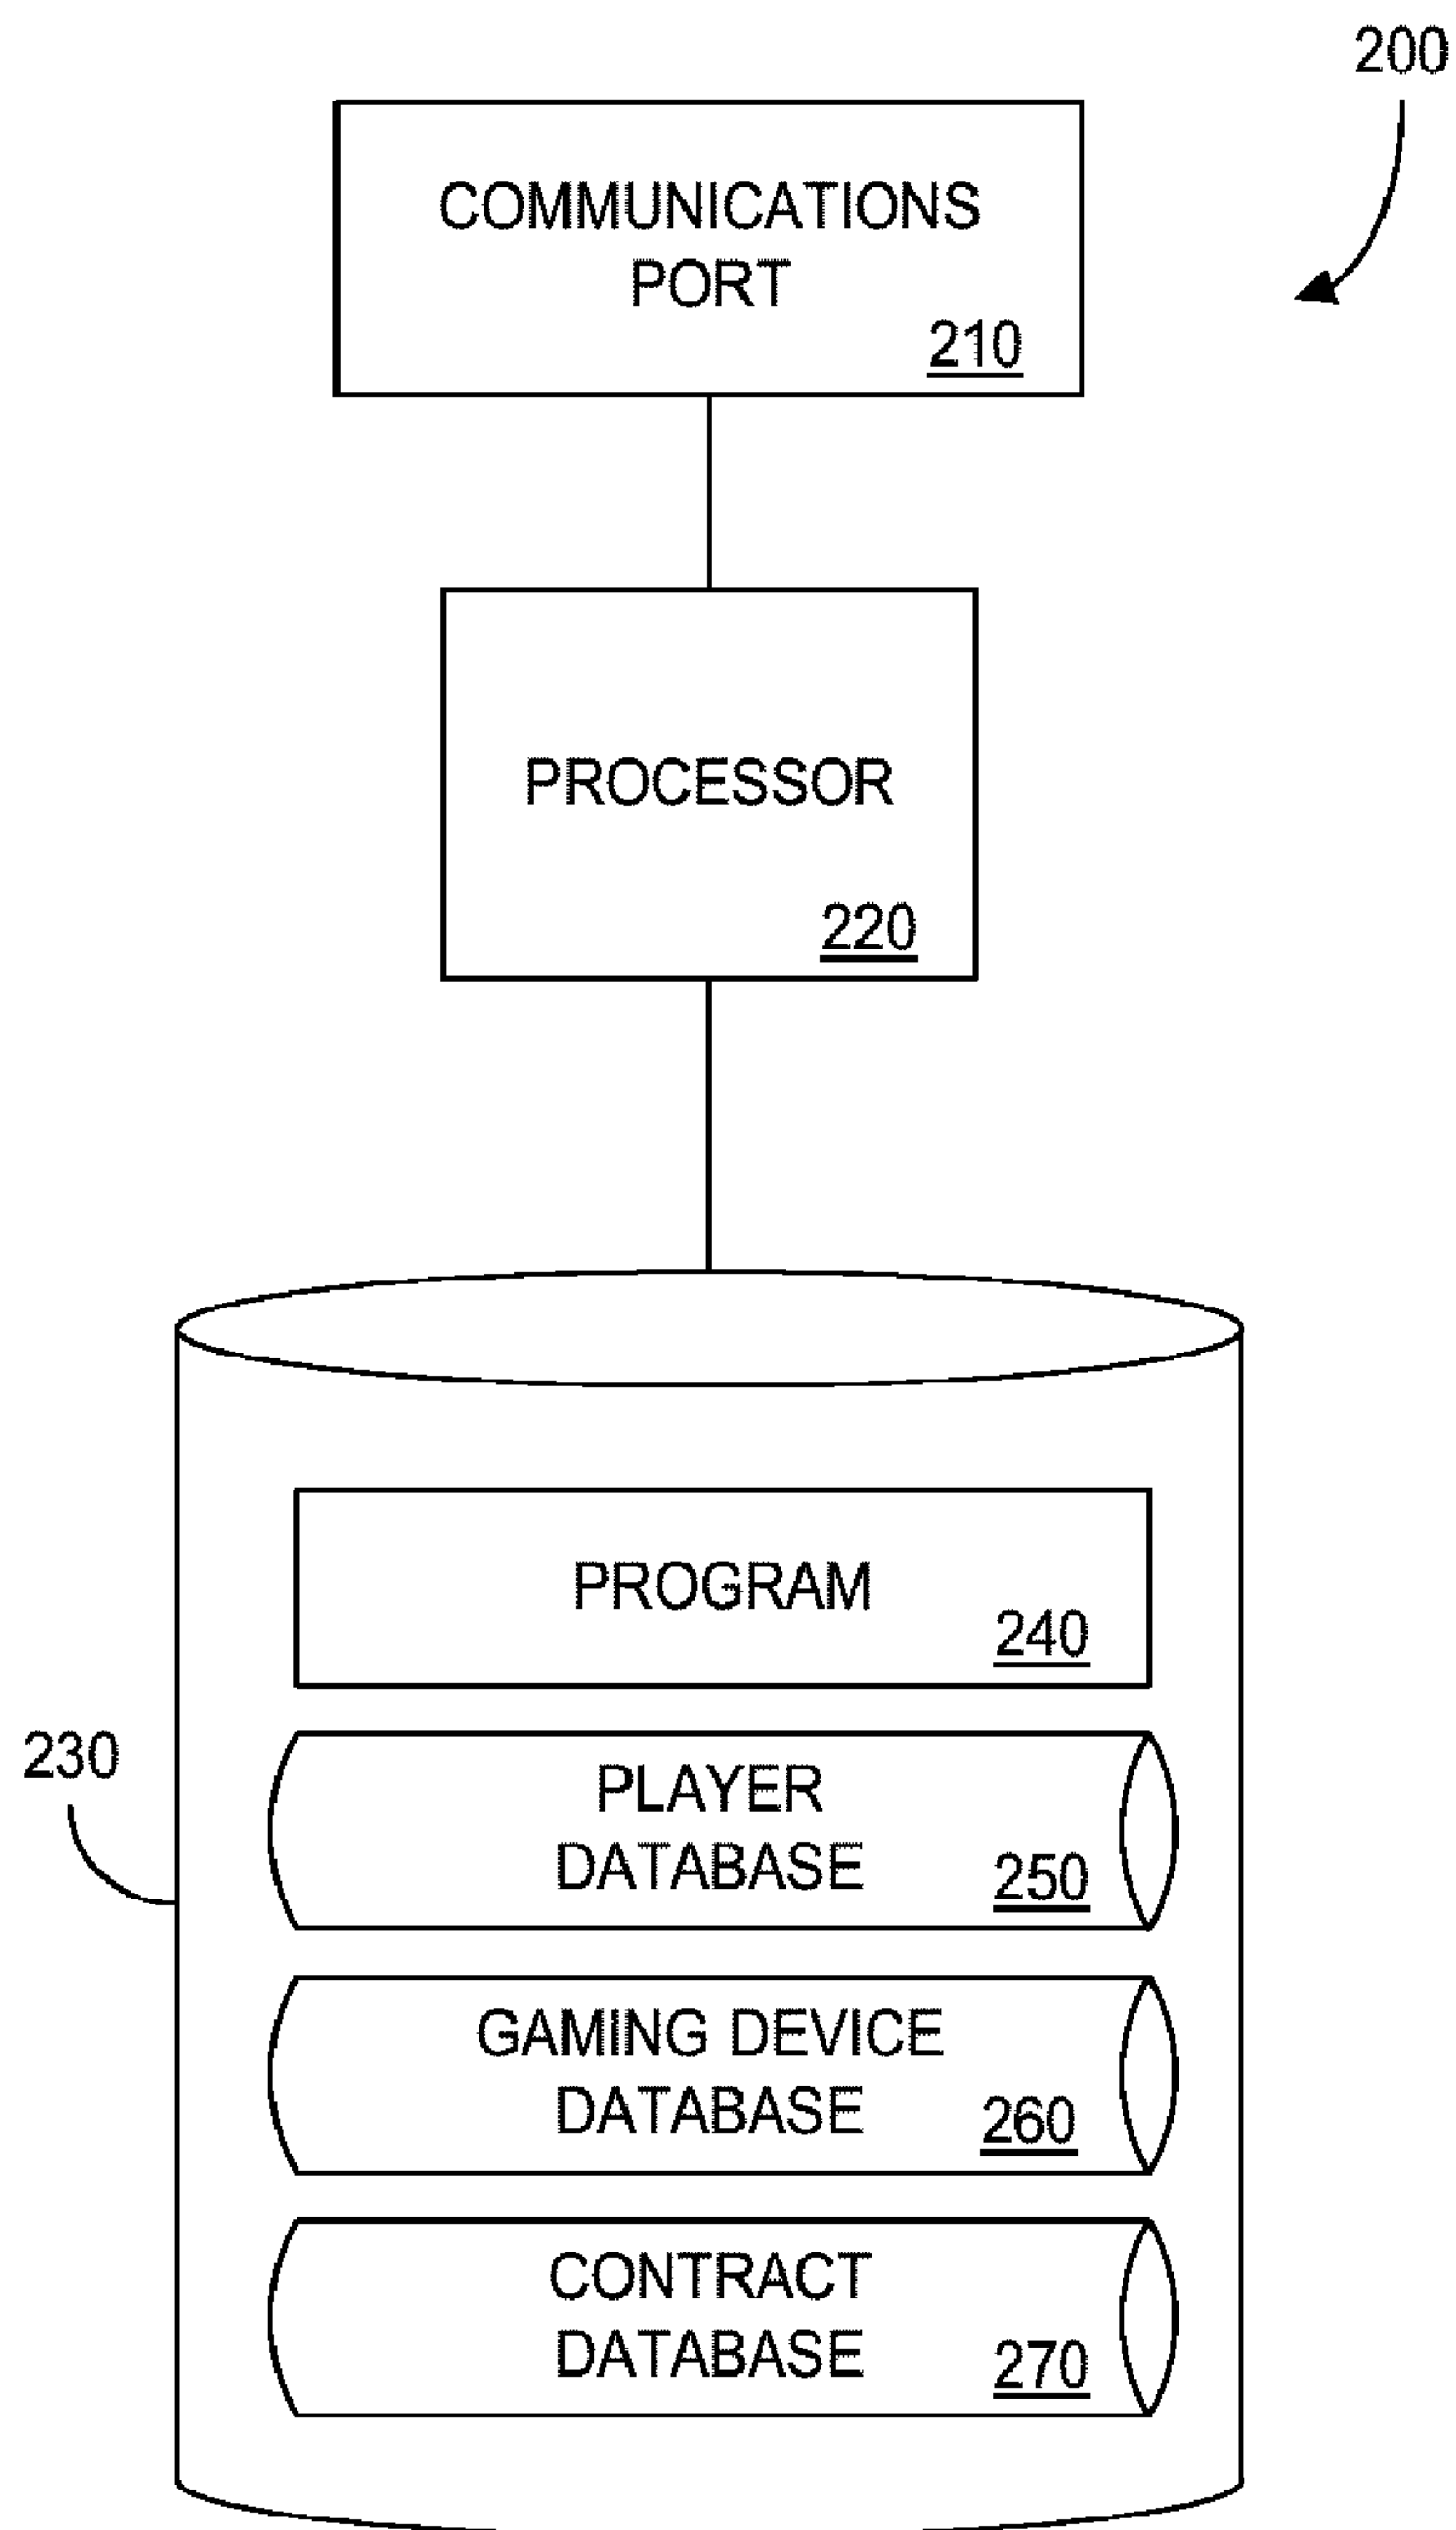 200
COMMUNICATIONS
PORT
210
PROCESSOR
220
PROGRAM
240
230
PLAYER
DATABASE
250
GAMING DEVICE
DATABASE
260
CONTRACT
DATABASE
270